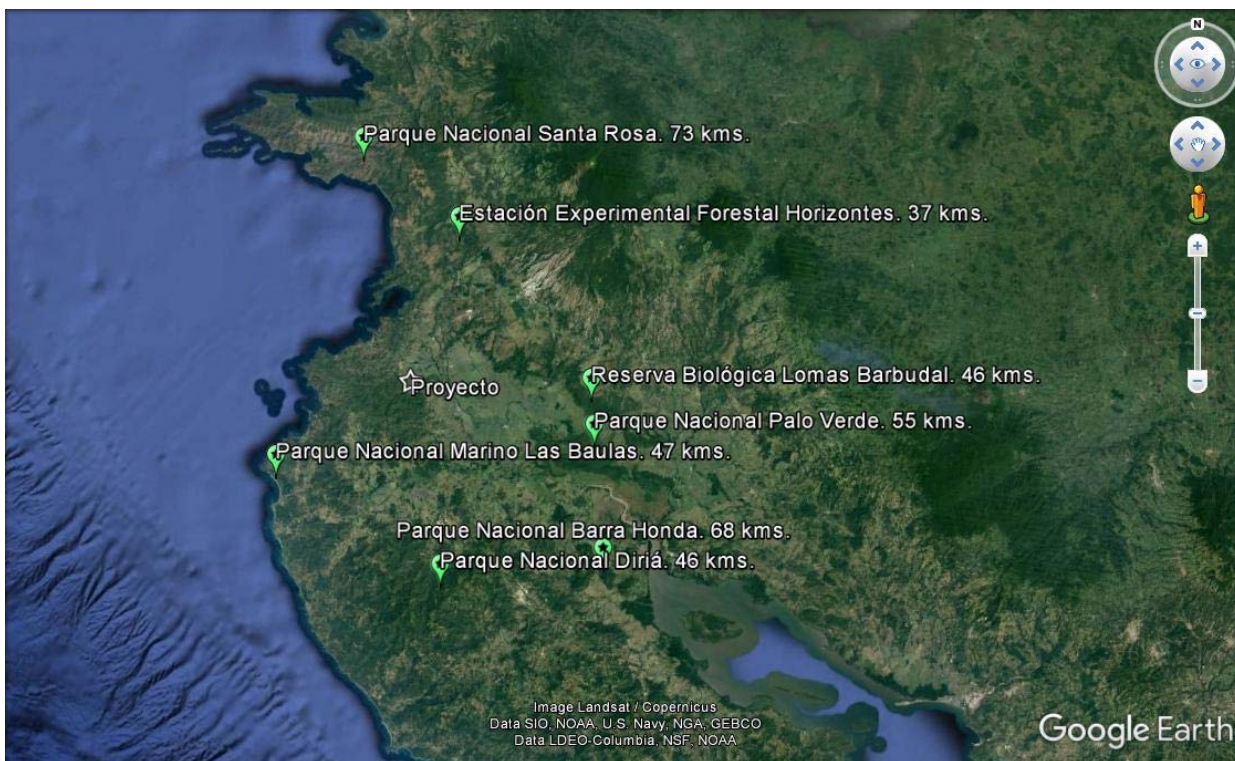 N
Parque Nacional Santa Rosa. 73 kms.
Estación Experimental Forestal Horizontes. 37 kms.
Reserva Biológica Lomas Barbudal. 46 kms.
Proyecto
Parque Nacional Palo Verde. 55 kms.
Parque Nacional Marino Las Baulas. 47 kms.
Parque Nacional Barra Honda. 68 kms.
Parque Nacional Diriá. 46 kms.
Image Landsat / Copernicus
Data SIO, NOAA, U.S. Navy, NGA, GEBCO
Data LDEO-Columbia, NSF, NOAA
Google Earth